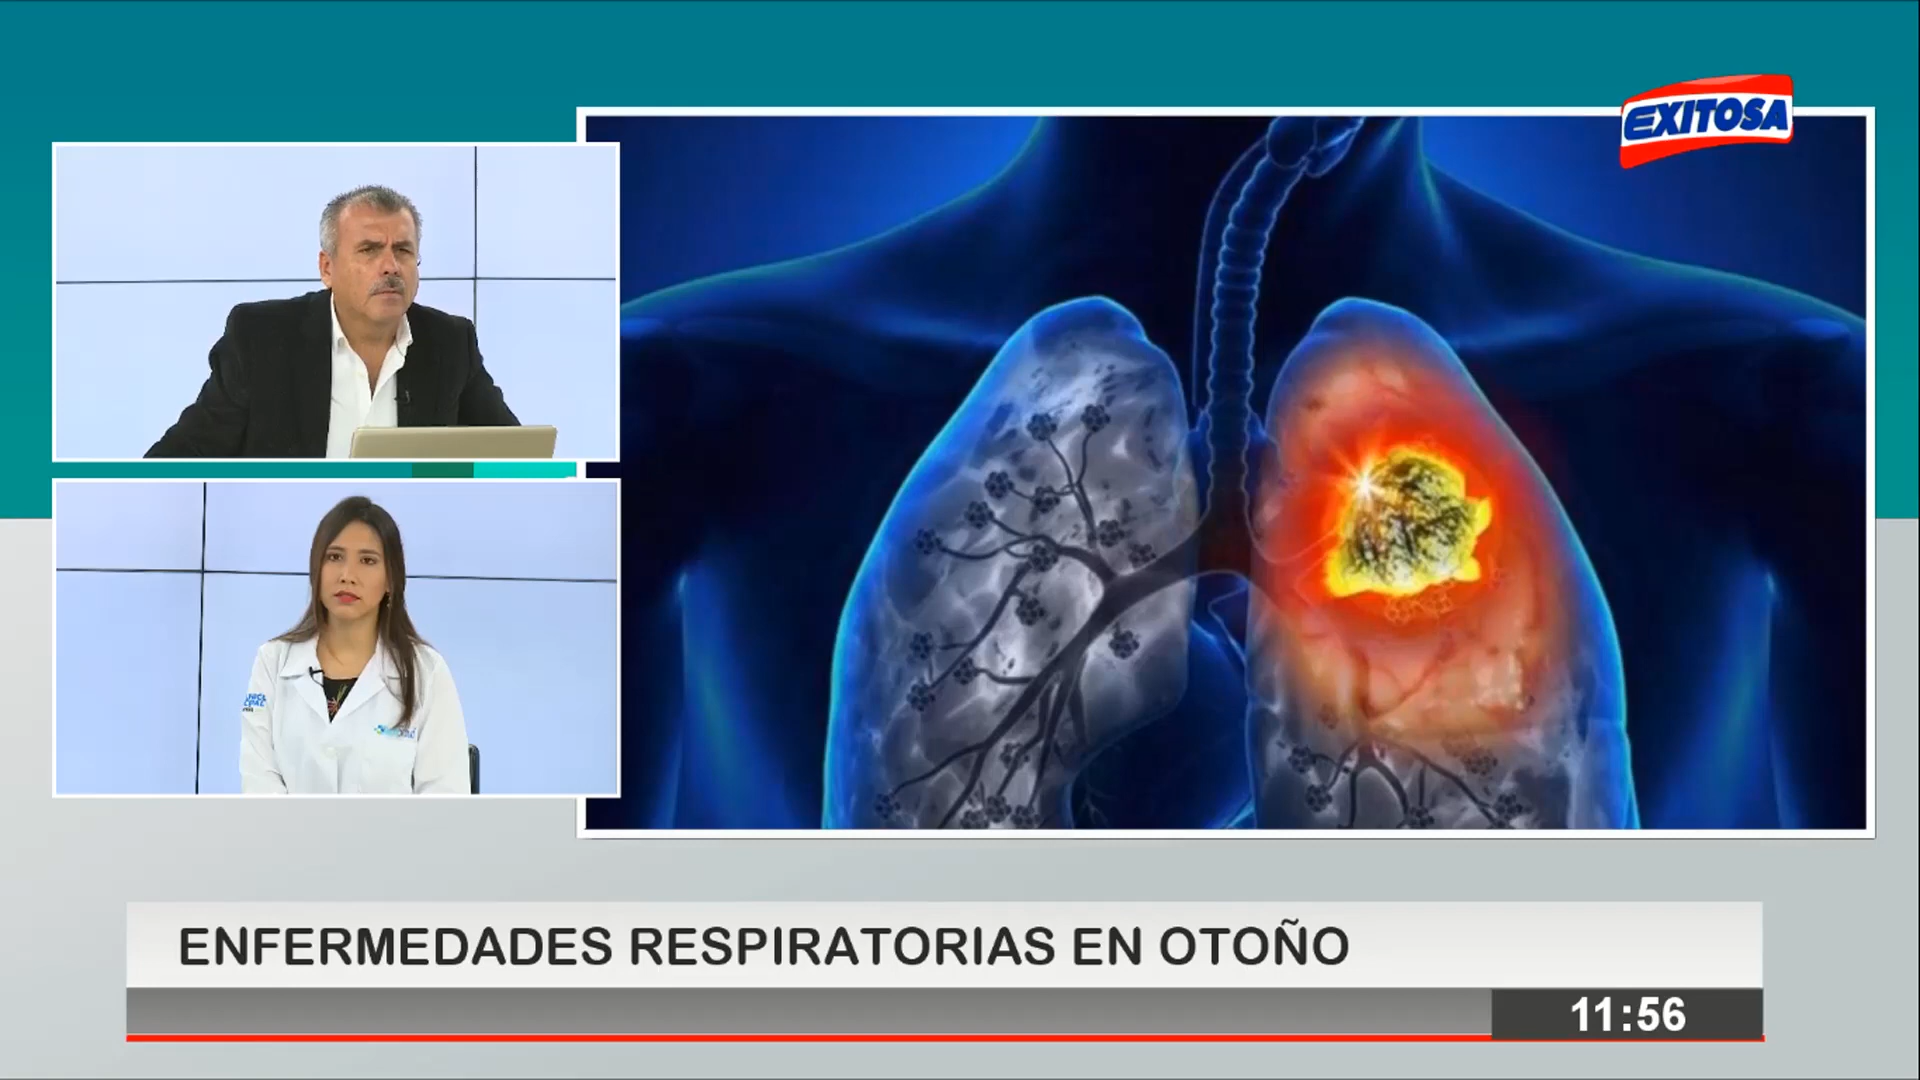 EXITOSA
ENFERMEDADES RESPIRATORIAS EN OTOÑO
11:56